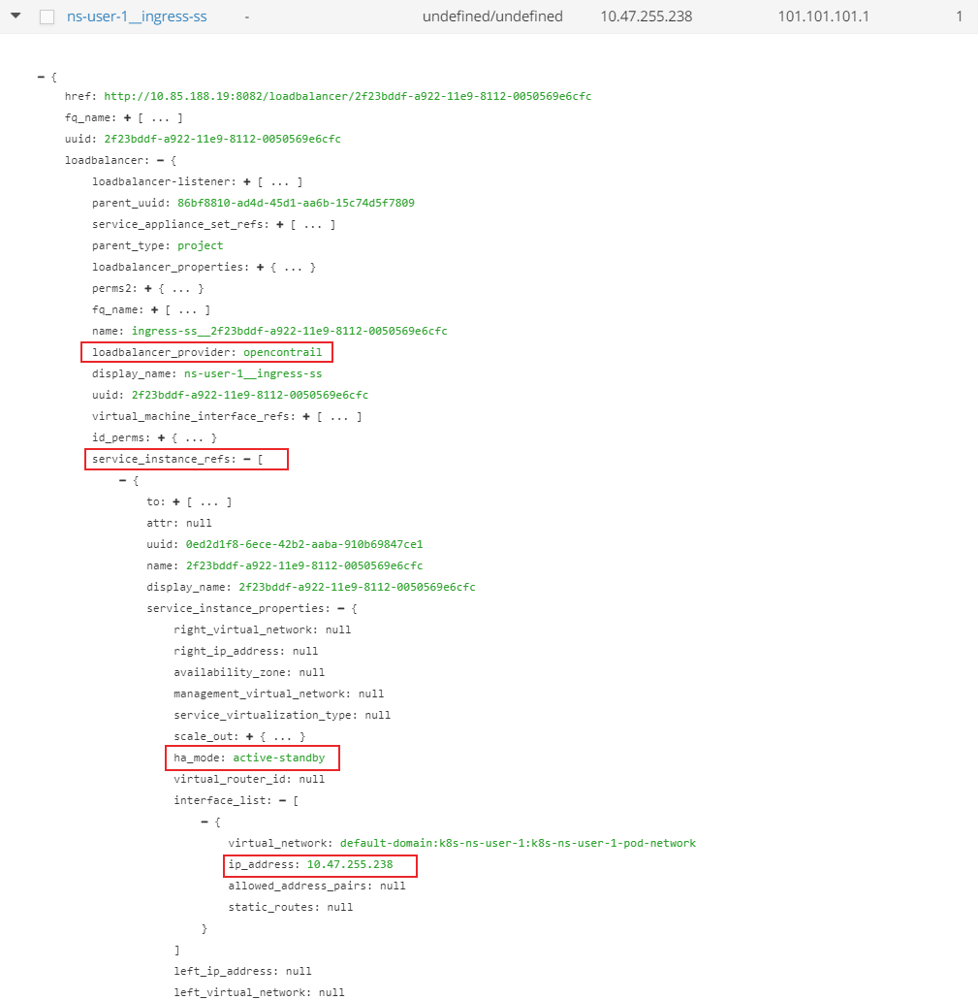 ns-user-1__ingress-ss - undefined/undefined 10.47.255.238 101.101.101.1 1
− {
href: http://10.85.188.19:8082/loadbalancer/2f23bddf-a922-11e9-8112-0050569e6cfc
fq_name: + [ ... ]
uuid: 2f23bddf-a922-11e9-8112-0050569e6cfc
loadbalancer: − {
loadbalancer-listener: + [ ... ]
parent_uuid: 86bf8810-ad4d-45d1-aa6b-15c74d5f7809
service_appliance_set_refs: + [ ... ]
parent_type: project
loadbalancer_properties: + { ... }
perms2: + { ... }
fq_name: + [ ... ]
name: ingress-ss__2f23bddf-a922-11e9-8112-0050569e6cfc
loadbalancer_provider: opencontrail
display_name: ns-user-1__ingress-ss
uuid: 2f23bddf-a922-11e9-8112-0050569e6cfc
virtual_machine_interface_refs: + [ ... ]
id_perms: + { ... }
service_instance_refs: − [
− {
to: + [ ... ]
attr: null
uuid: 0ed2d1f8-6ece-42b2-aaba-910b69847ce1
name: 2f23bddf-a922-11e9-8112-0050569e6cfc
display_name: 2f23bddf-a922-11e9-8112-0050569e6cfc
service_instance_properties: − {
right_virtual_network: null
right_ip_address: null
availability_zone: null
management_virtual_network: null
service_virtualization_type: null
scale_out: + { ... }
ha_mode: active-standby
virtual_router_id: null
interface_list: − [
− {
virtual_network: default-domain:k8s-ns-user-1:k8s-ns-user-1-pod-network
ip_address: 10.47.255.238
allowed_address_pairs: null
static_routes: null
}
]
left_ip_address: null
left_virtual_network: null